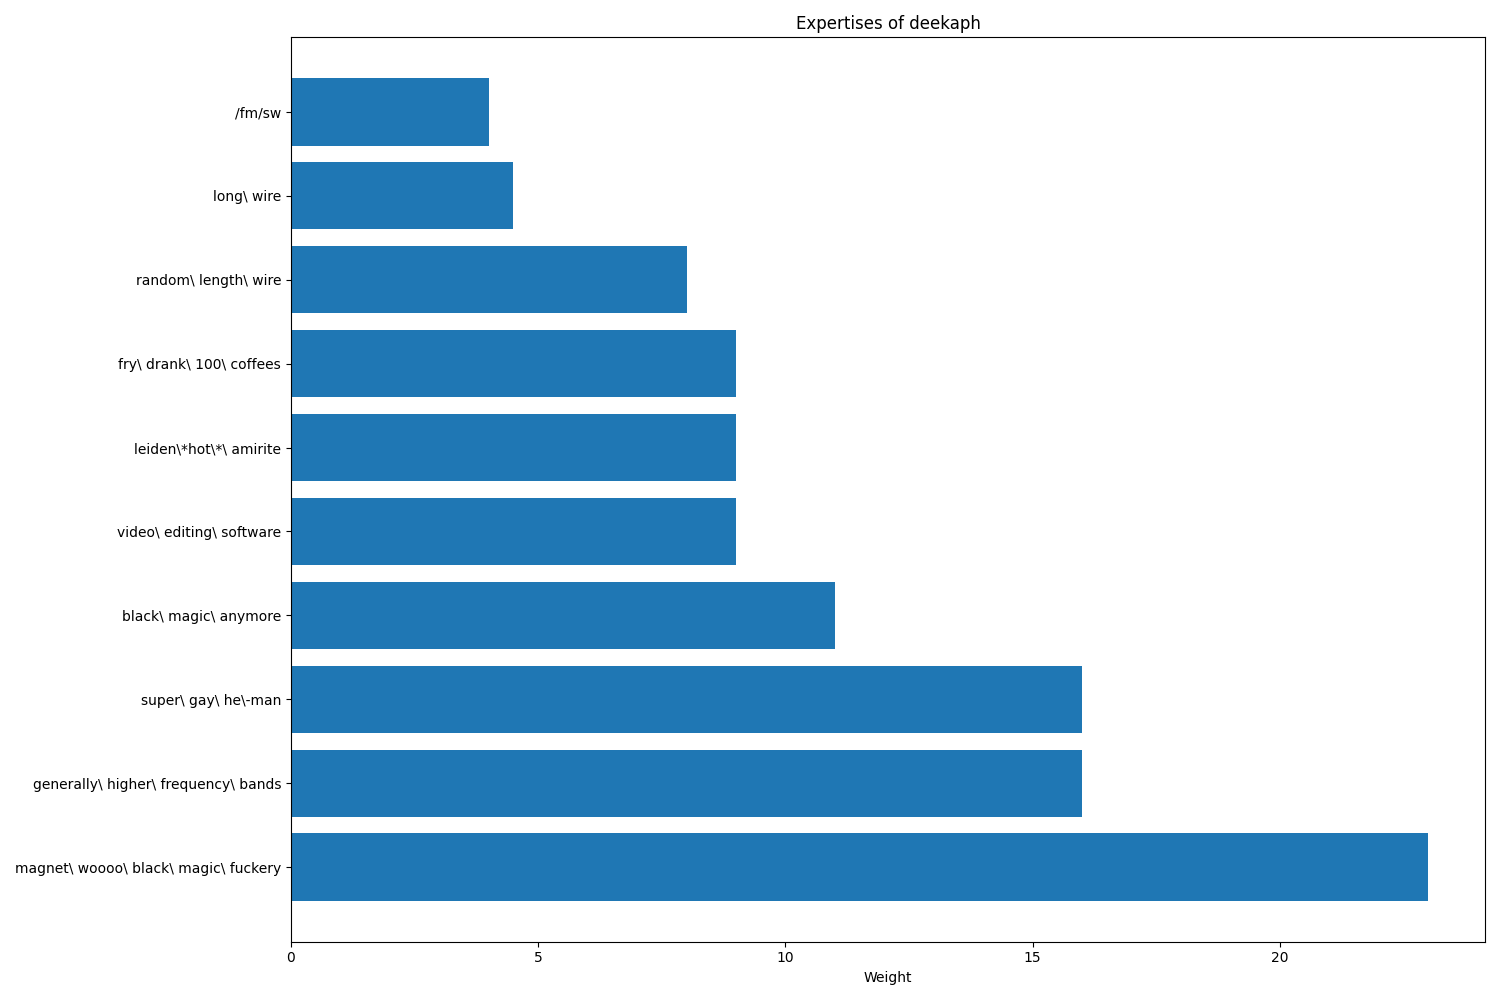 Expertises of deekaph
/fm/sw
long\ wire
random\ length\ wire
fry\ drank\ 100\ coffees
leiden\*hot\*\ amirite
video\ editing\ software
black\ magic\ anymore
super\ gay\ he\-man
generally\ higher\ frequency\ bands
magnet\ woooo\ black\ magic\ fuckery
0 5 10 15 20
Weight